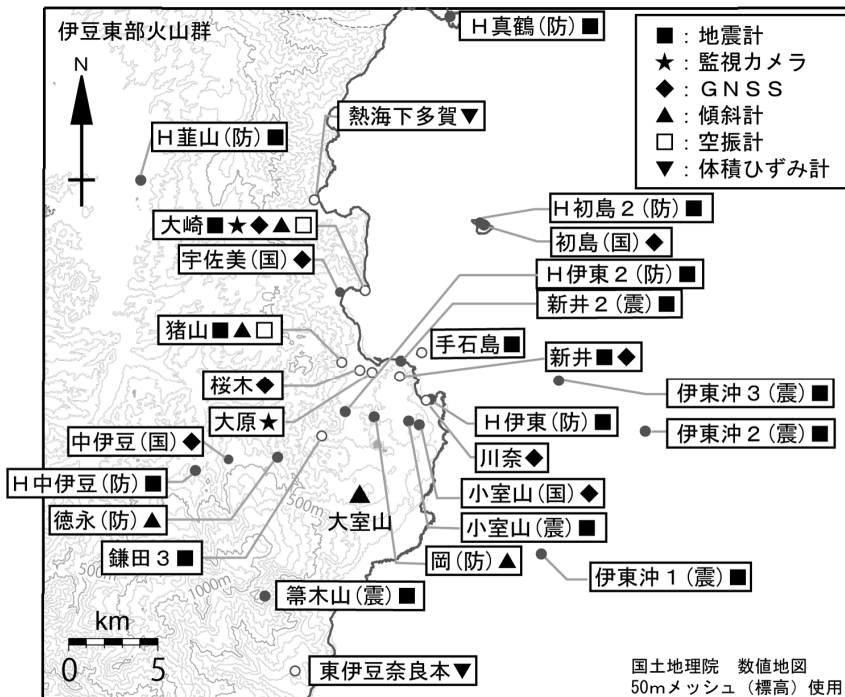 伊豆東部火山群
N
H真鶴(防)■
■：地震計
★：監視カメラ
◆：GNSS
▲：傾斜計
□：空振計
▼：体積ひずみ計
熱海下多賀▼
H韮山(防)■
大崎■★◆▲□
H初島2(防)■
初島(国)◆
宇佐美(国)◆
H伊東2(防)■
新井2(震)■
猪山■▲□
手石島■
新井■◆
桜木◆
伊東沖3(震)■
大原★
H伊東(防)■
伊東沖2(震)■
中伊豆(国)◆
川奈◆
H中伊豆(防)■
小室山(国)◆
500m
徳永(防)▲
大室山
小室山(震)■
鎌田3■
岡(防)▲
500m
1000m
伊東沖1(震)■
箒木山(震)■
km
0 5
東伊豆奈良本▼
国土地理院 数値地図
50mメッシュ（標高）使用